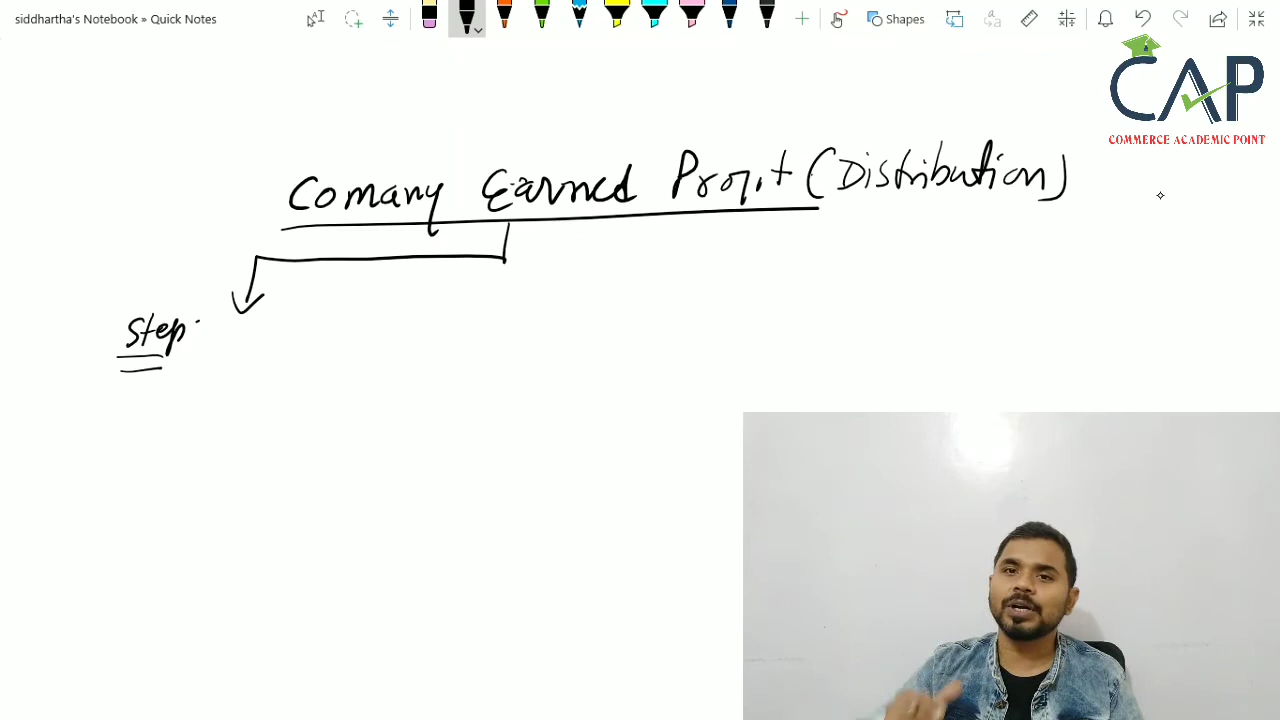 siddhartha's Notebook » Quick Notes
Shapes
CAP
COMMERCE ACADEMIC POINT
Comany Earned Profit (Distribution)
Step